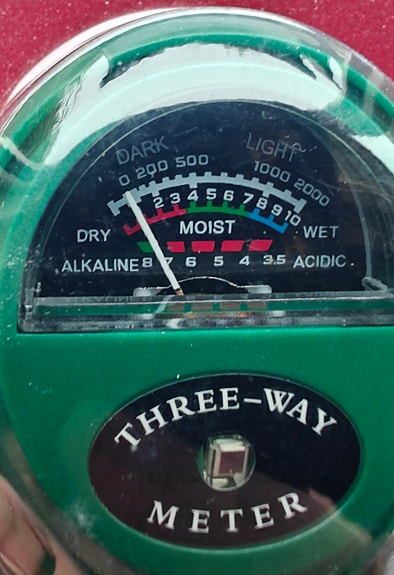 DARK LIGHT
0 200 500 1000 2000
2 3 4 5 6 7 8 9 10
DRY MOIST WET
ALKALINE 8 7 6 5 4 3.5 ACIDIC
THREE-WAY
METER